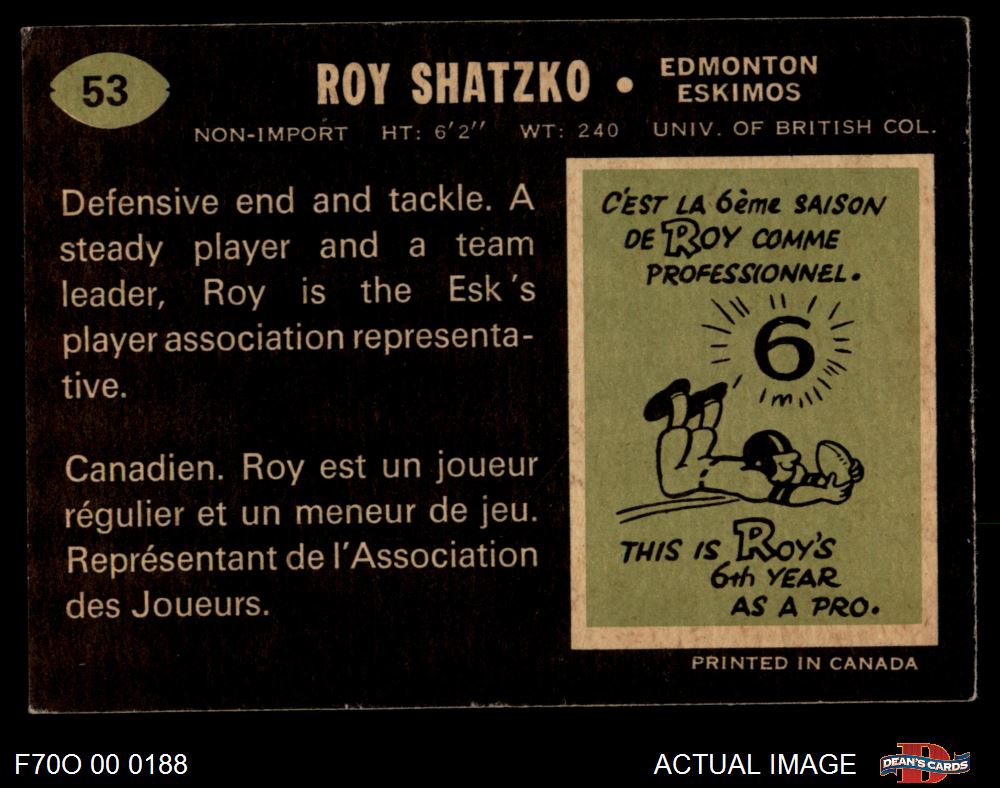 53
ROY SHATZKO • EDMONTON ESKIMOS
NON-IMPORT HT: 6'2'' WT: 240 UNIV. OF BRITISH COL.
Defensive end and tackle. A
steady player and a team
leader, Roy is the Esk's
player association representa-
tive.
Canadien. Roy est un joueur
régulier et un meneur de jeu.
Représentant de l'Association
des Joueurs.
C'EST LA 6ème SAISON
DE ROY COMME
PROFESSIONNEL.
6
THIS IS ROY'S
6th YEAR
AS A PRO.
PRINTED IN CANADA
F70O 00 0188
ACTUAL IMAGE
D
DEAN'S CARDS